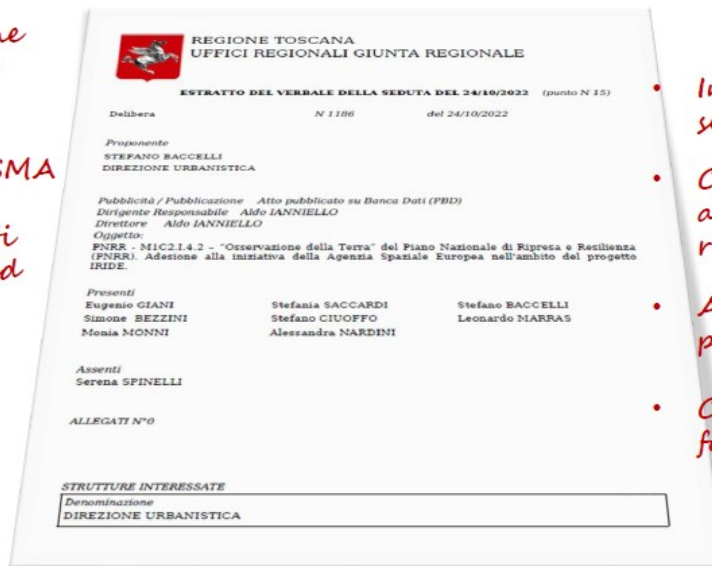 SMA
REGIONE TOSCANA
UFFICI REGIONALI GIUNTA REGIONALE
ESTRATTO DEL VERBALE DELLA SEDUTA DEL 24/10/2022 (punto N 15)
Delibera N 1186 del 24/10/2022
Proponente
STEFANO BACCELLI
DIREZIONE URBANISTICA
Pubblicità / Pubblicazione Atto pubblicato su Banca Dati (PBD)
Dirigente Responsabile Aldo IANNIELLO
Direttore Aldo IANNIELLO
Oggetto:
PNRR - M1C2.I.4.2 - "Osservazione della Terra" del Piano Nazionale di Ripresa e Resilienza
(PNRR). Adesione alla iniziativa della Agenzia Spaziale Europea nell'ambito del progetto
IRIDE.
Presenti
Eugenio GIANI Stefania SACCARDI Stefano BACCELLI
Simone BEZZINI Stefano CIUOFFO Leonardo MARRAS
Monia MONNI Alessandra NARDINI
Assenti
Serena SPINELLI
ALLEGATI N°0
STRUTTURE INTERESSATE
Denominazione
DIREZIONE URBANISTICA